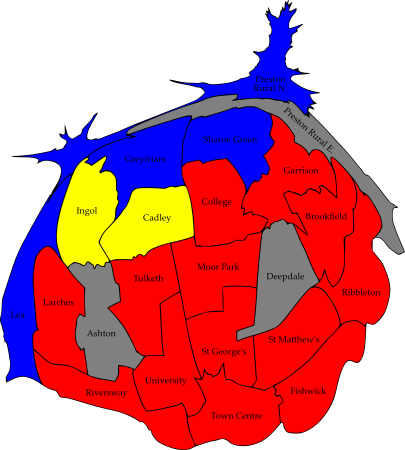 Preston
Rural N.
Preston Rural E.
Sharoe Green
Greyfriars
Garrison
College
Ingol
Cadley
Brookfield
Moor Park
Deepdale
Tulketh
Ribbleton
Larches
Lea
Ashton
St Matthew's
St George's
University
Riversway
Fishwick
Town Centre